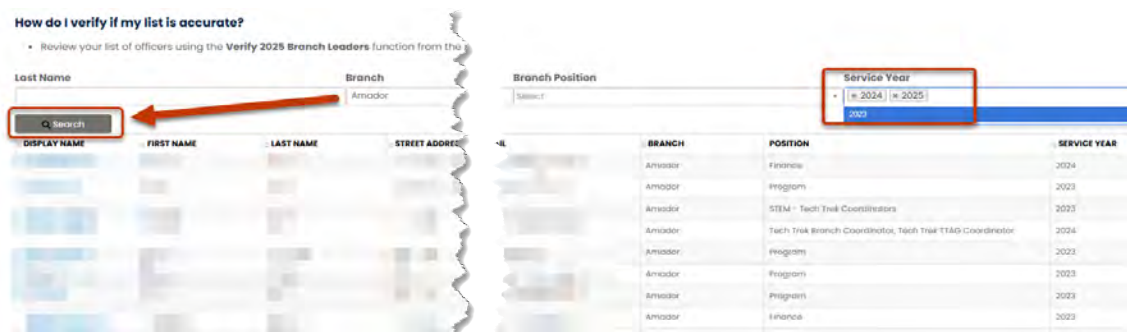 How do I verify if my list is accurate?
• Review your list of officers using the Verify 2025 Branch Leaders function from the
Last Name Branch Branch Position Service Year
Amador Select × 2024 × 2025
2023
Search
DISPLAY NAME FIRST NAME LAST NAME STREET ADDRES AIL BRANCH POSITION SERVICE YEAR
Amador Finance 2024
Amador Program 2023
Amador STEM - Tech Trek Coordinators 2023
Amador Tech Trek Branch Coordinator, Tech Trek TTAG Coordinator 2024
Amador Program 2023
Amador Program 2023
Amador Program 2023
Amador Finance 2023